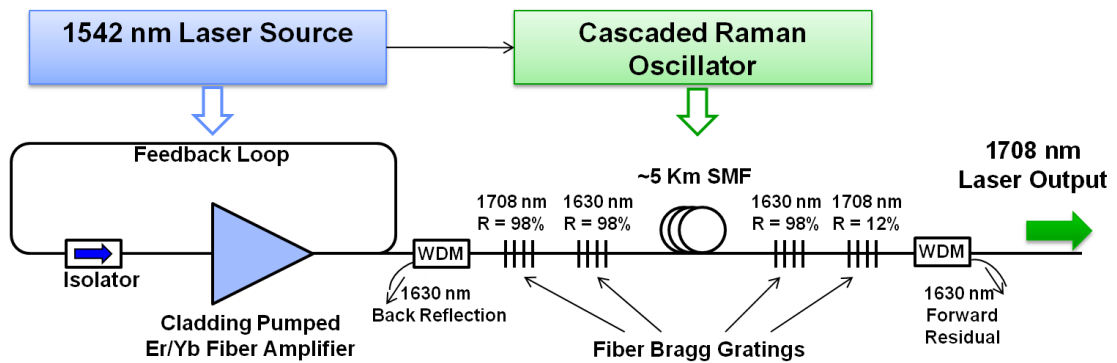 1542 nm Laser Source
Cascaded Raman
Oscillator
Feedback Loop
~5 Km SMF
1708 nm
Laser Output
1708 nm
R = 98%
1630 nm
R = 98%
1630 nm
R = 98%
1708 nm
R = 12%
WDM
WDM
Isolator
1630 nm
Back Reflection
1630 nm
Forward
Residual
Cladding Pumped
Er/Yb Fiber Amplifier
Fiber Bragg Gratings